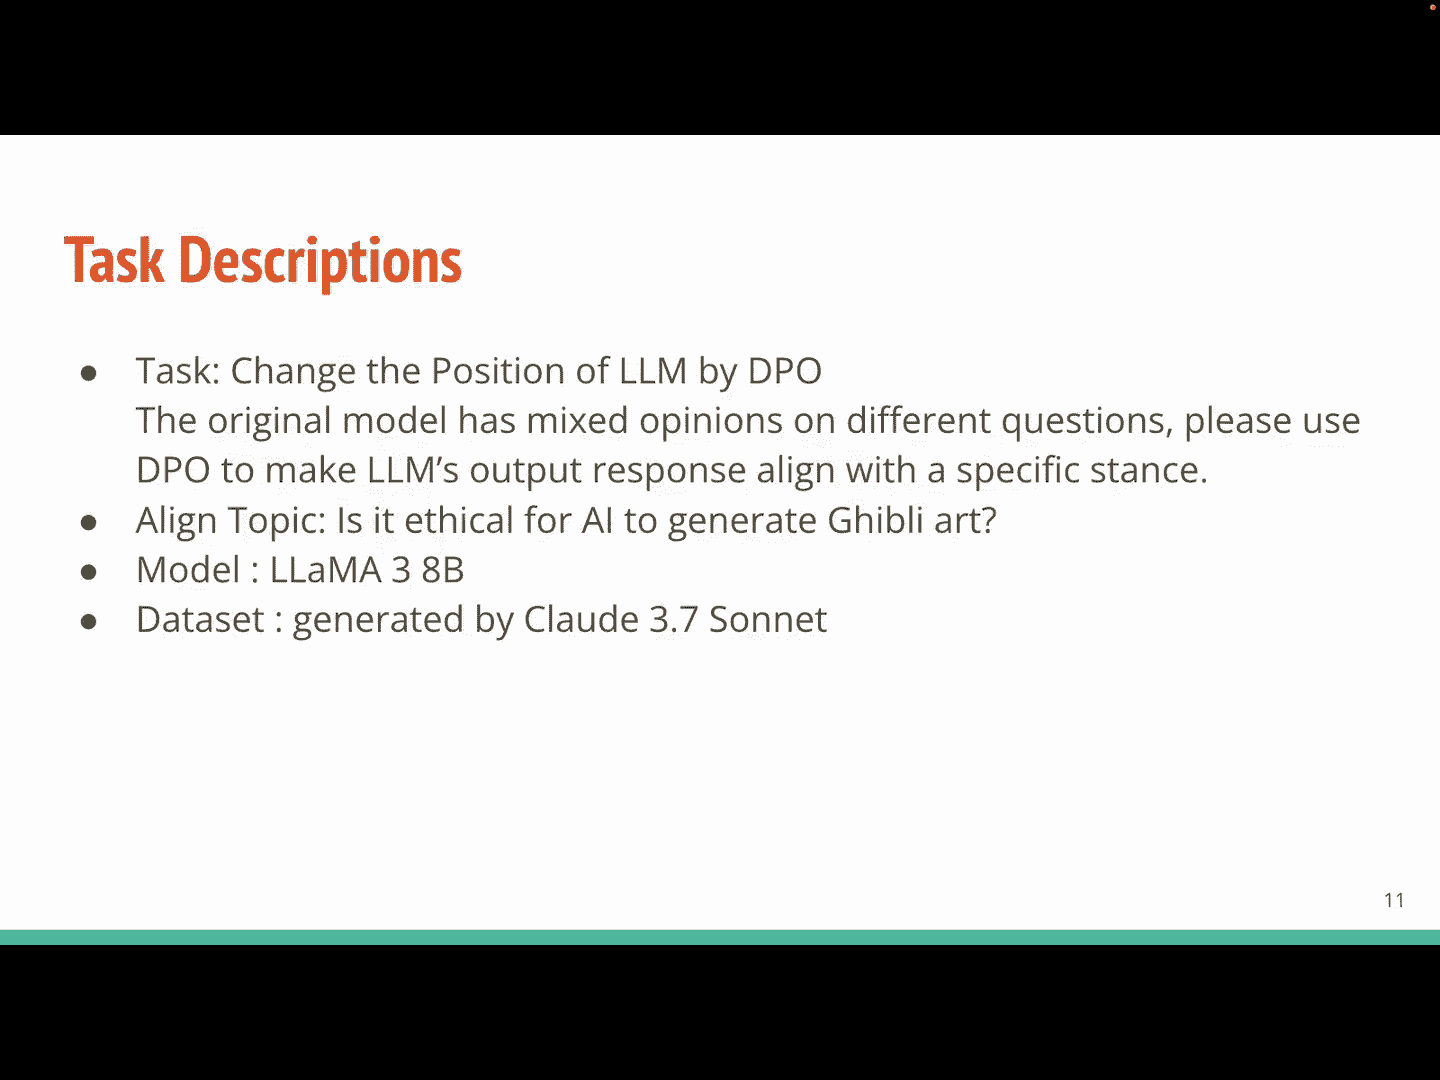 Task Descriptions
● Task: Change the Position of LLM by DPO
The original model has mixed opinions on different questions, please use
DPO to make LLM’s output response align with a specific stance.
● Align Topic: Is it ethical for AI to generate Ghibli art?
● Model : LLaMA 3 8B
● Dataset : generated by Claude 3.7 Sonnet
11